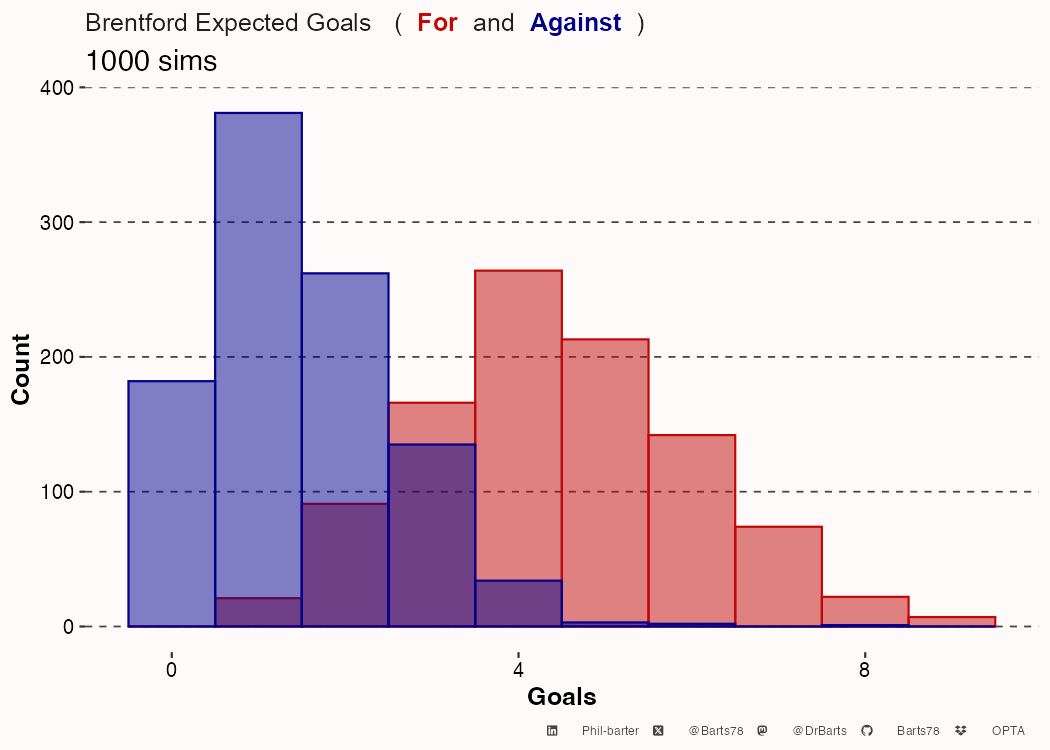 Brentford Expected Goals ( For and Against )
1000 sims
400
300
200
100
0
Count
0 4 8
Goals
Phil-barter @Barts78 @DrBarts Barts78 OPTA